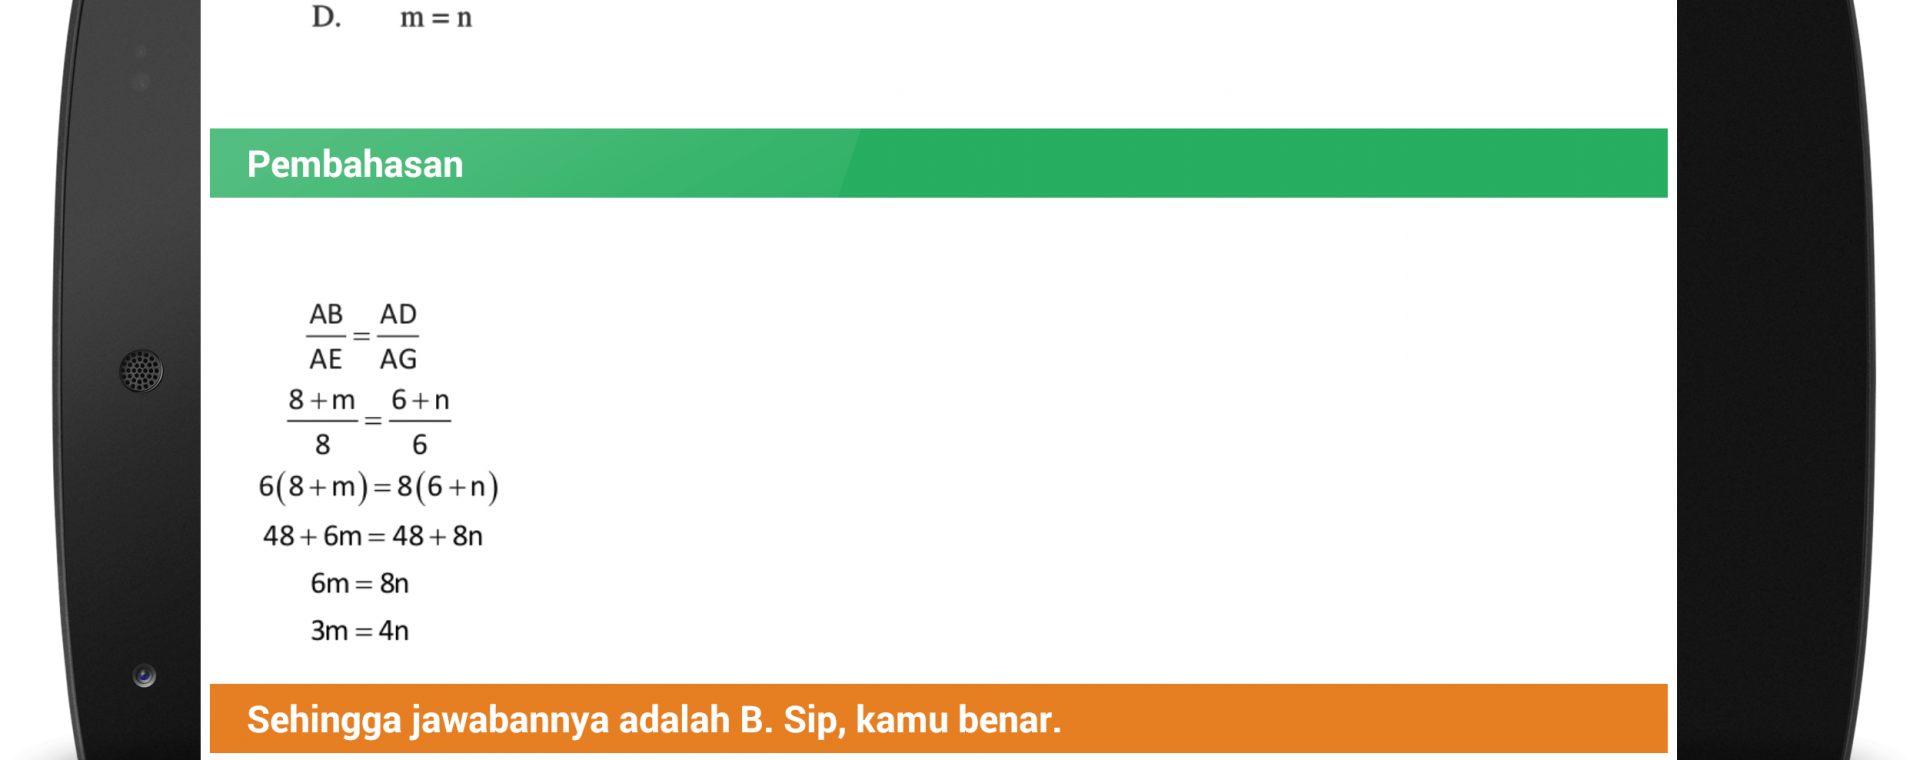 D. m = n
Pembahasan
AB/AE = AD/AG
8+m/8 = 6+n/6
6(8+m)=8(6+n)
48+6m=48+8n
6m=8n
3m=4n
Sehingga jawabannya adalah B. Sip, kamu benar.